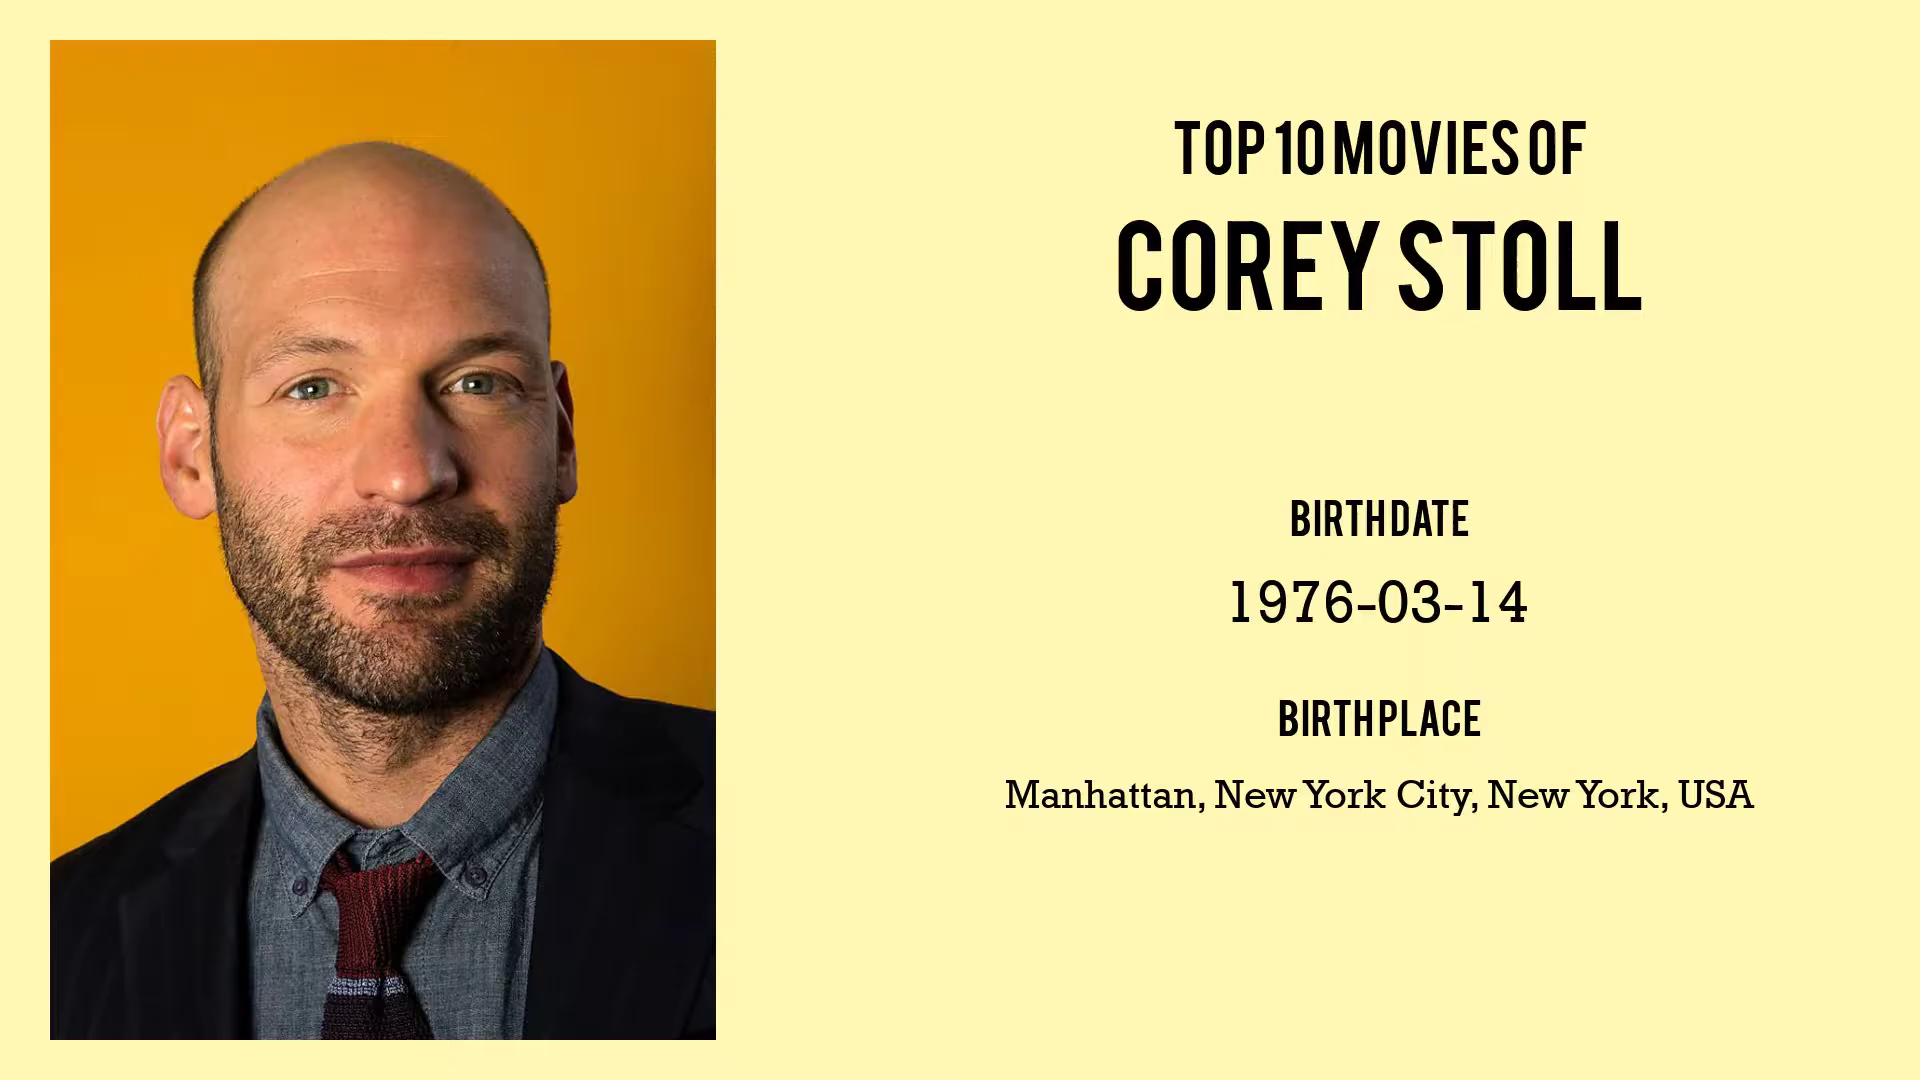 TOP 10 MOVIES OF
COREY STOLL
BIRTHDATE
1976-03-14
BIRTHPLACE
Manhattan, New York City, New York, USA